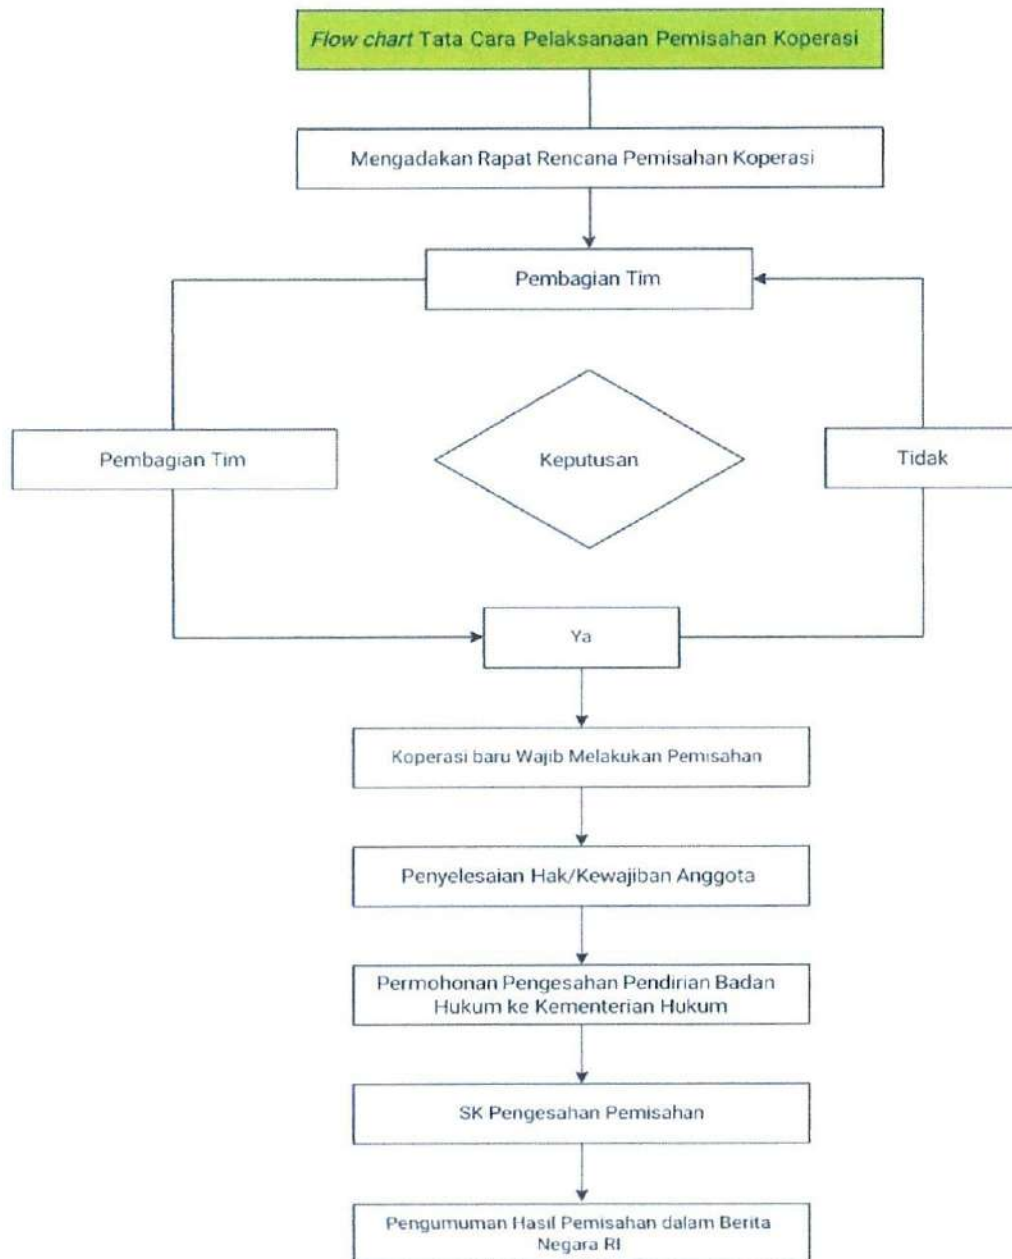 Flow chart Tata Cara Pelaksanaan Pemisahan Koperasi
Mengadakan Rapat Rencana Pemisahan Koperasi
Pembagian Tim
Pembagian Tim
Keputusan
Tidak
Ya
Koperasi baru Wajib Melakukan Pemisahan
Penyelesaian Hak/Kewajiban Anggota
Permohonan Pengesahan Pendirian Badan
Hukum ke Kementerian Hukum
SK Pengesahan Pemisahan
Pengumuman Hasil Pemisahan dalam Berita
Negara RI